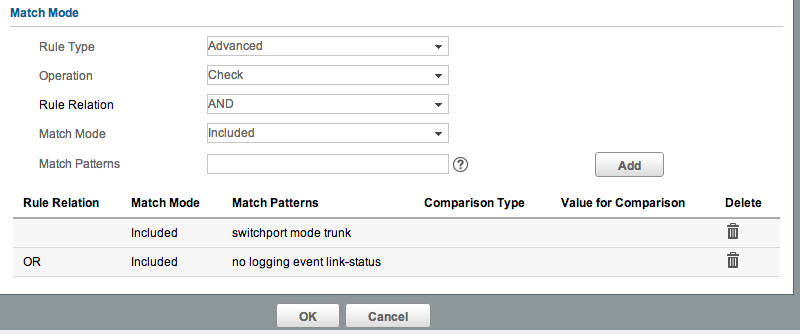 Match Mode
Rule Type Advanced
Operation Check
Rule Relation AND
Match Mode Included
Match Patterns ? Add
Rule Relation Match Mode Match Patterns Comparison Type Value for Comparison Delete
Included switchport mode trunk
OR Included no logging event link-status
OK Cancel